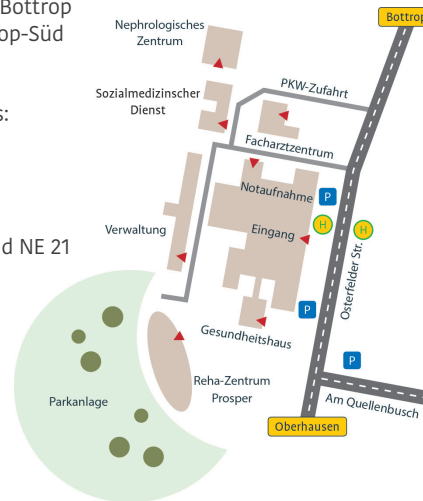 Bottrop
op-Süd
s:
d NE 21
Bottrop
Nephrologisches
Zentrum
PKW-Zufahrt
Sozialmedizinscher
Dienst
Facharztzentrum
Notaufnahme
P
H
H
Verwaltung
Eingang
Osterfelder Str.
P
Gesundheitshaus
P
Reha-Zentrum
Prosper
Parkanlage
Am Quellenbusch
Oberhausen